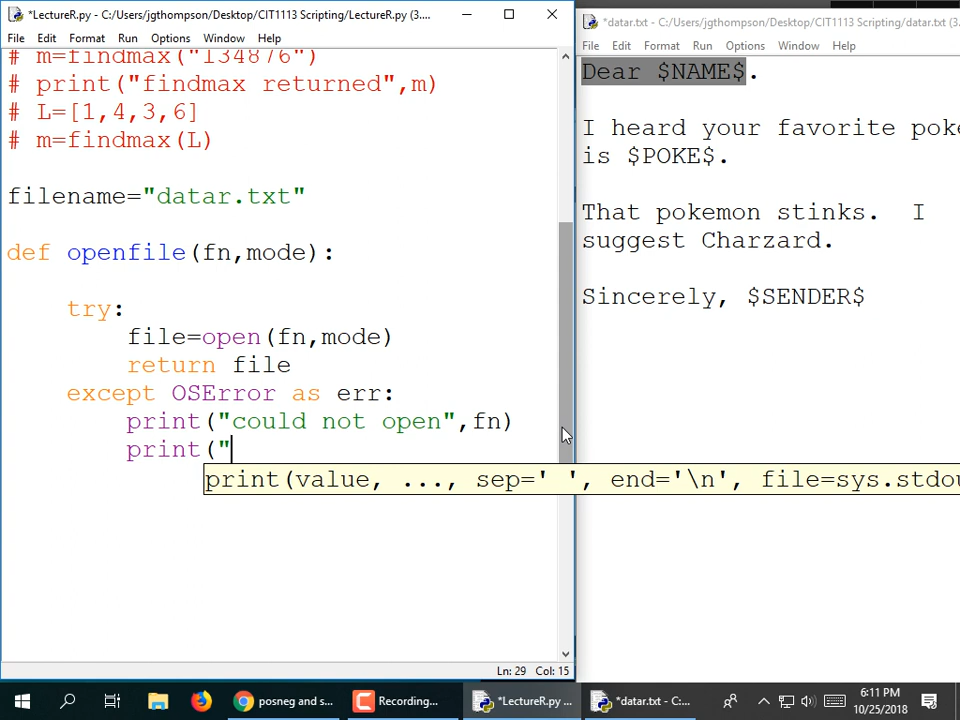 *LectureR.py - C:/Users/jgthompson/Desktop/CIT1113 Scripting/LectureR.py (3....
File Edit Format Run Options Window Help
# m=findmax("134876")
# print("findmax returned",m)
# L=[1,4,3,6]
# m=findmax(L)
filename="datar.txt"
def openfile(fn,mode):
try:
file=open(fn,mode)
return file
except OSError as err:
print("could not open",fn)
print("
print(value, ..., sep=' ', end='\n', file=sys.stdou
Ln: 29 Col: 15
*datar.txt - C:/Users/jgthompson/Desktop/CIT1113 Scripting/datar.txt (3.
File Edit Format Run Options Window Help
Dear $NAME$.
I heard your favorite poke
is $POKE$.
That pokemon stinks. I
suggest Charzard.
Sincerely, $SENDER$
posneg and s...
Recording...
*LectureR.py ...
*datar.txt - C:...
6:11 PM
10/25/2018